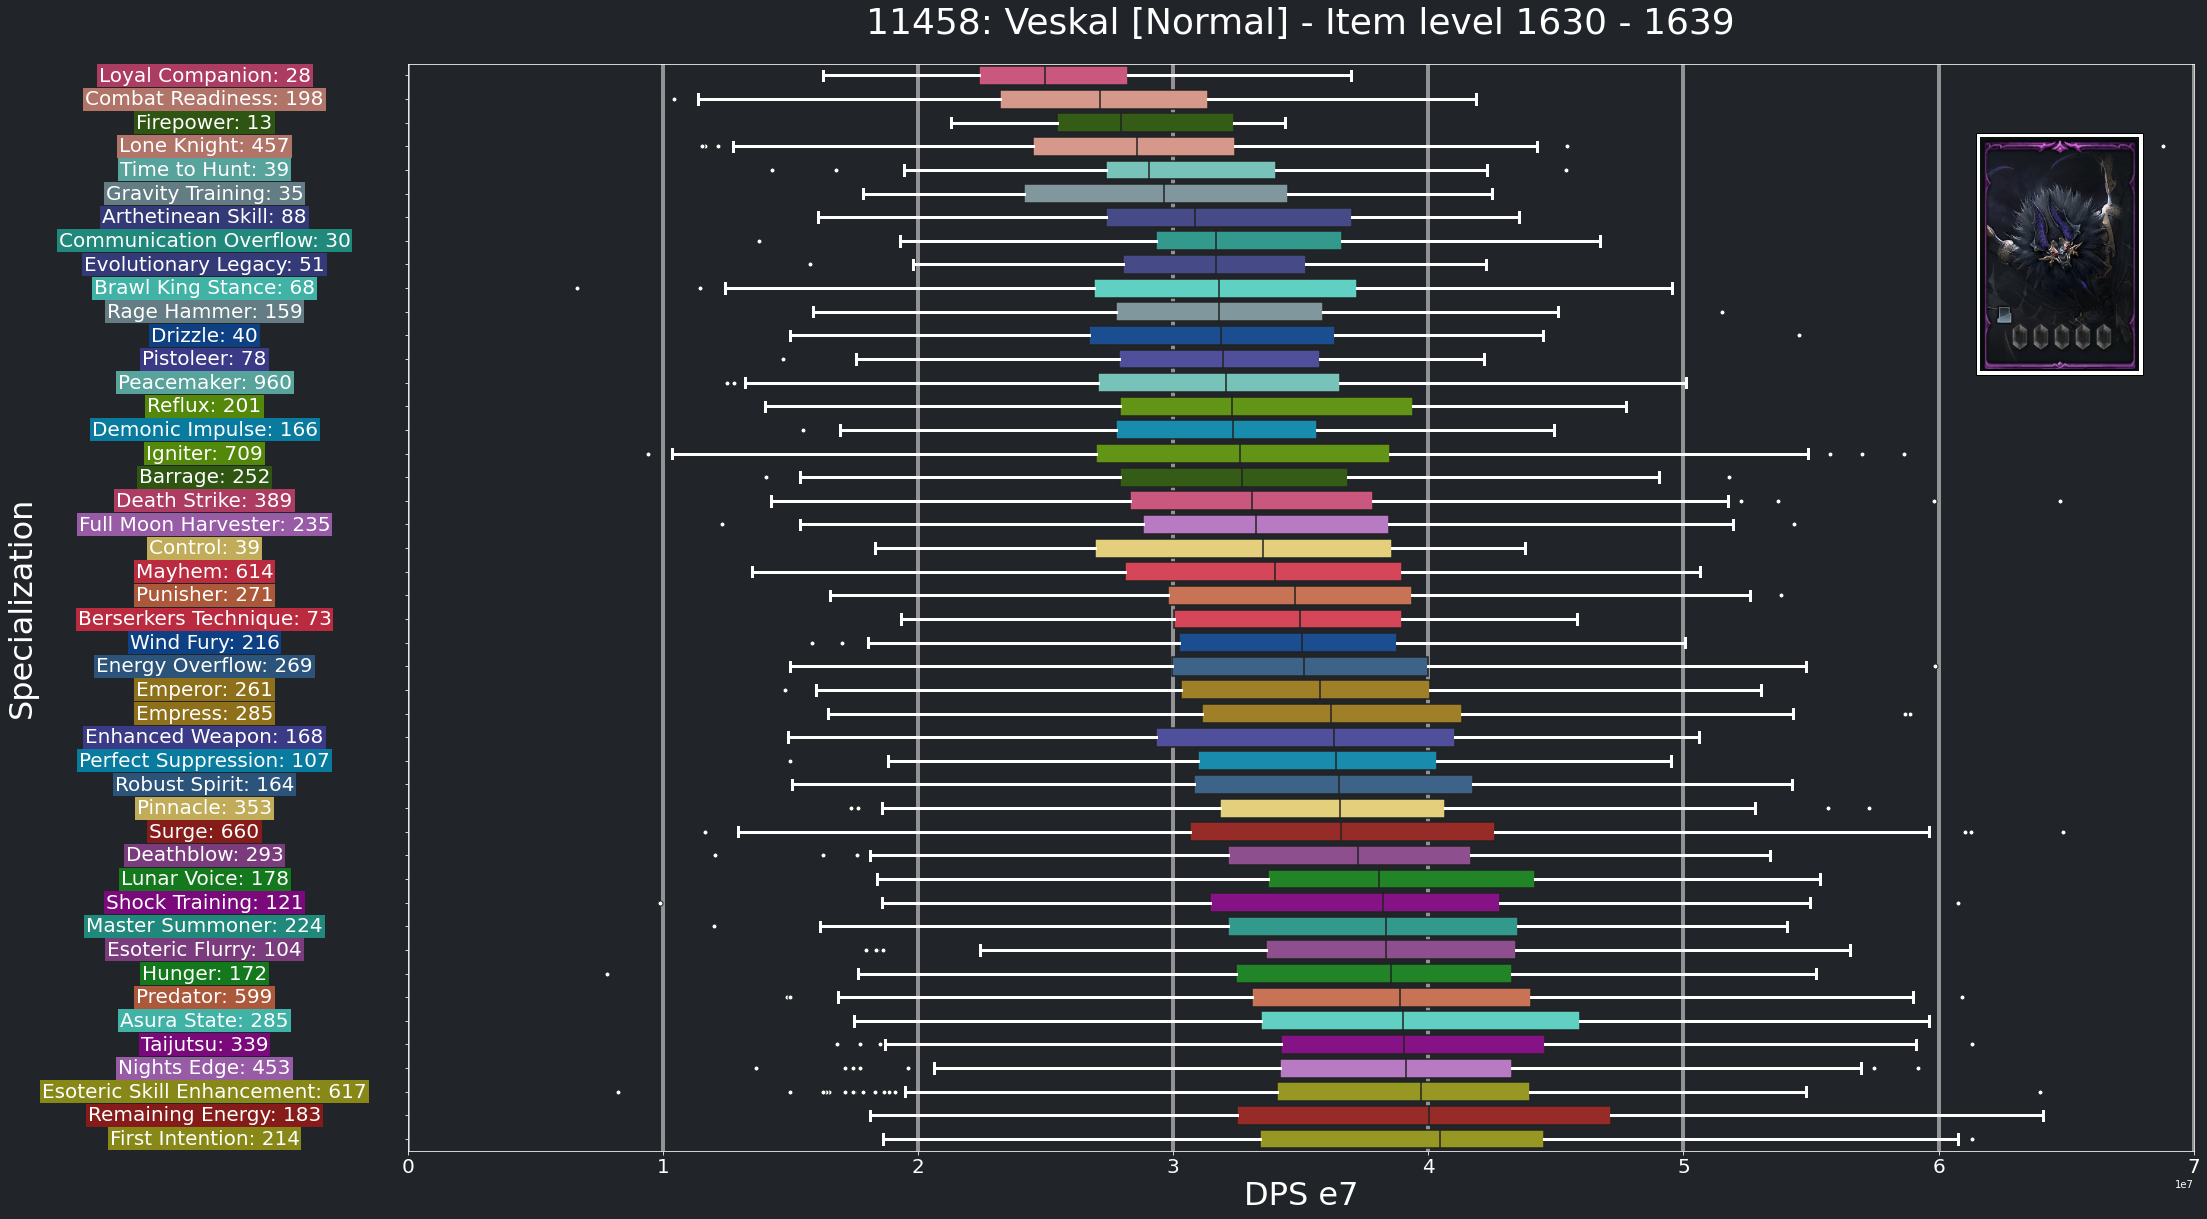 11458: Veskal [Normal] - Item level 1630 - 1639
Specialization
Loyal Companion: 28
Combat Readiness: 198
Firepower: 13
Lone Knight: 457
Time to Hunt: 39
Gravity Training: 35
Arthetinean Skill: 88
Communication Overflow: 30
Evolutionary Legacy: 51
Brawl King Stance: 68
Rage Hammer: 159
Drizzle: 40
Pistoleer: 78
Peacemaker: 960
Reflux: 201
Demonic Impulse: 166
Igniter: 709
Barrage: 252
Death Strike: 389
Full Moon Harvester: 235
Control: 39
Mayhem: 614
Punisher: 271
Berserkers Technique: 73
Wind Fury: 216
Energy Overflow: 269
Emperor: 261
Empress: 285
Enhanced Weapon: 168
Perfect Suppression: 107
Robust Spirit: 164
Pinnacle: 353
Surge: 660
Deathblow: 293
Lunar Voice: 178
Shock Training: 121
Master Summoner: 224
Esoteric Flurry: 104
Hunger: 172
Predator: 599
Asura State: 285
Taijutsu: 339
Nights Edge: 453
Esoteric Skill Enhancement: 617
Remaining Energy: 183
First Intention: 214
0 1 2 3 4 5 6 7
DPS e7
1e7